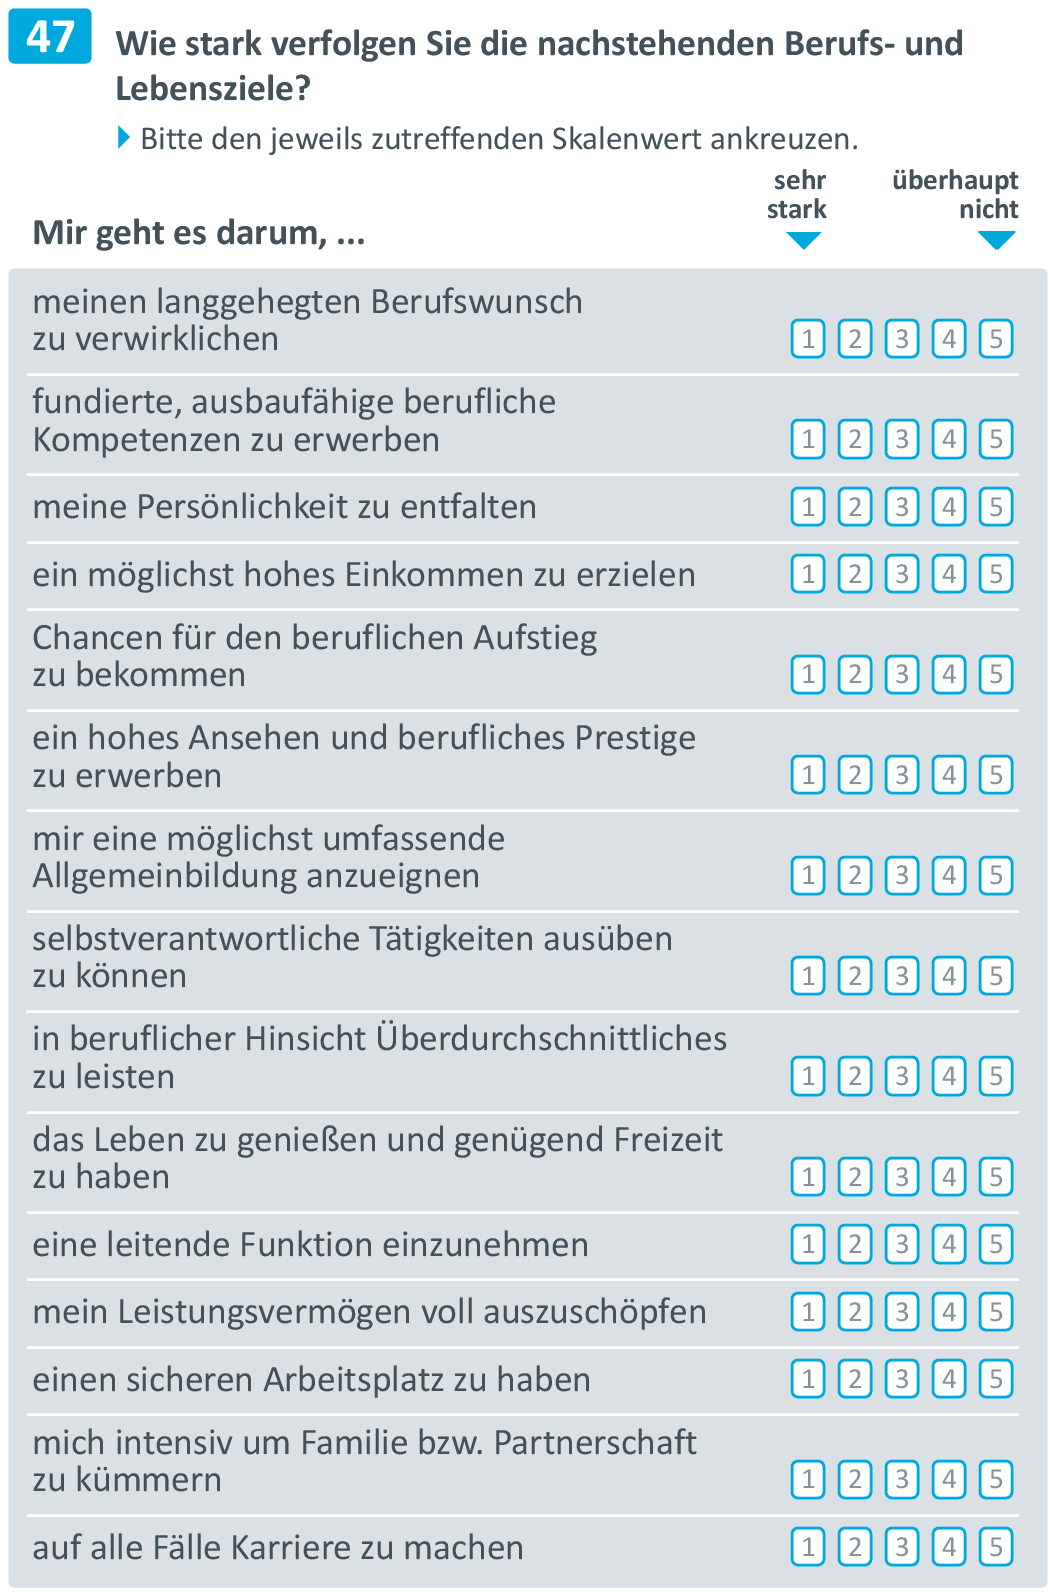 47
Wie stark verfolgen Sie die nachstehenden Berufs- und
Lebensziele?
Bitte den jeweils zutreffenden Skalenwert ankreuzen.
sehr überhaupt
stark nicht
Mir geht es darum, ...
meinen langgehegten Berufswunsch
zu verwirklichen 1 2 3 4 5
fundierte, ausbaufähige berufliche
Kompetenzen zu erwerben 1 2 3 4 5
meine Persönlichkeit zu entfalten 1 2 3 4 5
ein möglichst hohes Einkommen zu erzielen 1 2 3 4 5
Chancen für den beruflichen Aufstieg
zu bekommen 1 2 3 4 5
ein hohes Ansehen und berufliches Prestige
zu erwerben 1 2 3 4 5
mir eine möglichst umfassende
Allgemeinbildung anzueignen 1 2 3 4 5
selbstverantwortliche Tätigkeiten ausüben
zu können 1 2 3 4 5
in beruflicher Hinsicht Überdurchschnittliches
zu leisten 1 2 3 4 5
das Leben zu genießen und genügend Freizeit
zu haben 1 2 3 4 5
eine leitende Funktion einzunehmen 1 2 3 4 5
mein Leistungsvermögen voll auszuschöpfen 1 2 3 4 5
einen sicheren Arbeitsplatz zu haben 1 2 3 4 5
mich intensiv um Familie bzw. Partnerschaft
zu kümmern 1 2 3 4 5
auf alle Fälle Karriere zu machen 1 2 3 4 5